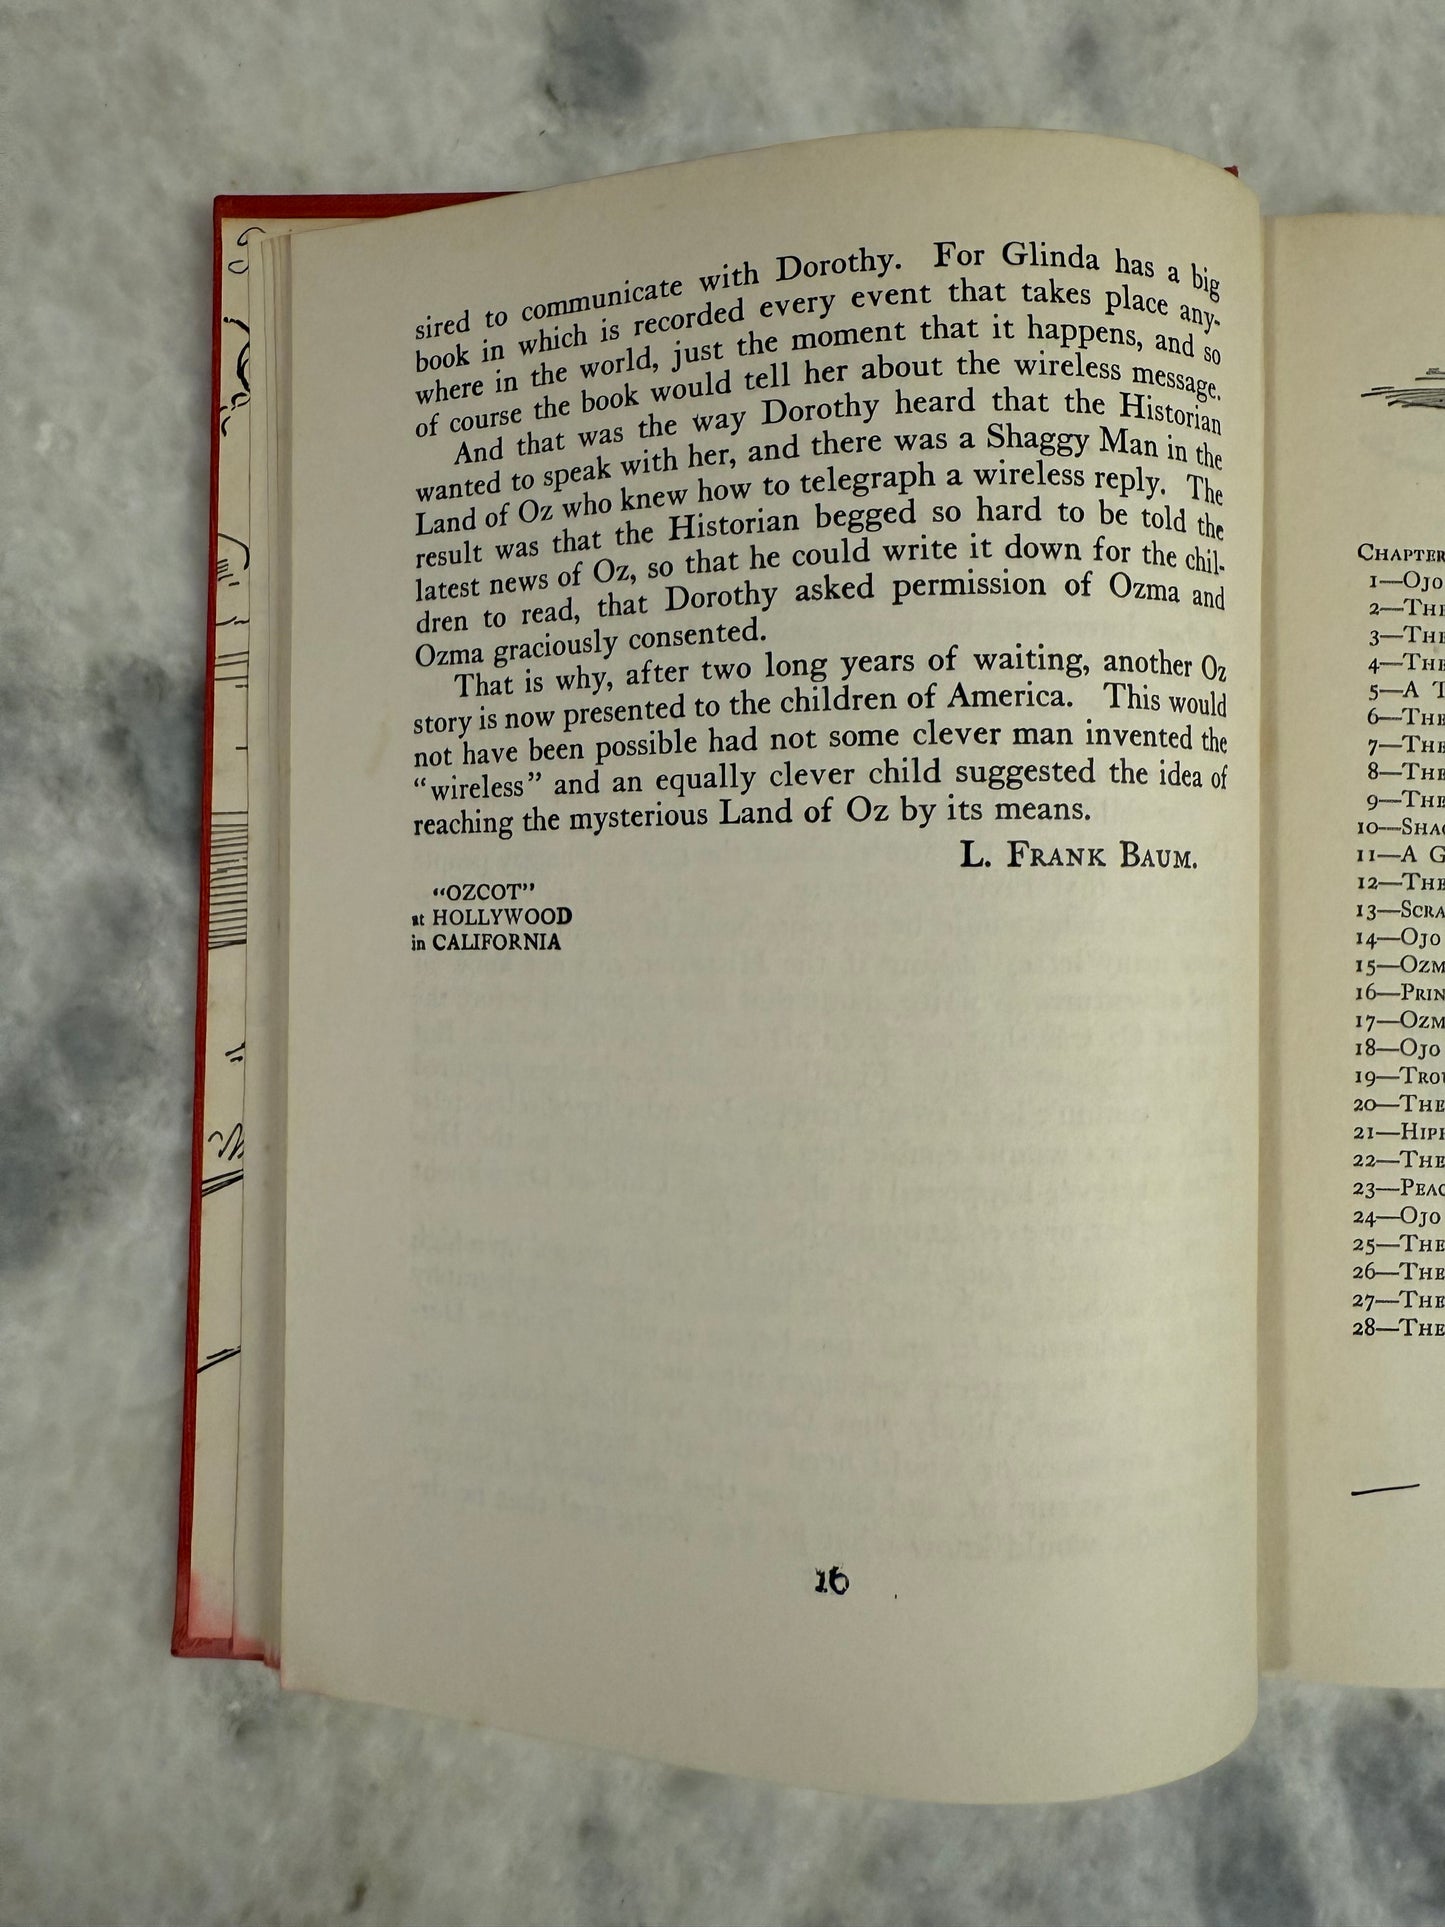 sired to communicate with Dorothy. For Glinda has a big
book in which is recorded every event that takes place any-
where in the world, just the moment that it happens, and so
of course the book would tell her about the wireless message.
And that was the way Dorothy heard that the Historian
wanted to speak with her, and there was a Shaggy Man in the
Land of Oz who knew how to telegraph a wireless reply. The
result was that the Historian begged so hard to be told the
latest news of Oz, so that he could write it down for the chil-
dren to read, that Dorothy asked permission of Ozma and
Ozma graciously consented.
That is why, after two long years of waiting, another Oz
story is now presented to the children of America. This would
not have been possible had not some clever man invented the
“wireless” and an equally clever child suggested the idea of
reaching the mysterious Land of Oz by its means.
L. FRANK BAUM.
“OZCOT”
at HOLLYWOOD
in CALIFORNIA
16
CHAPTER
1—OJO
2—THE
3—THE
4—THE
5—A T
6—THE
7—THE
8—THE
9—THE
10—SHAG
11—A G
12—THE
13—SCRA
14—OJO
15—OZM
16—PRIN
17—OZM
18—OJO
19—TROU
20—THE
21—HIP
22—THE
23—PEAC
24—OJO
25—THE
26—THE
27—THE
28—THE